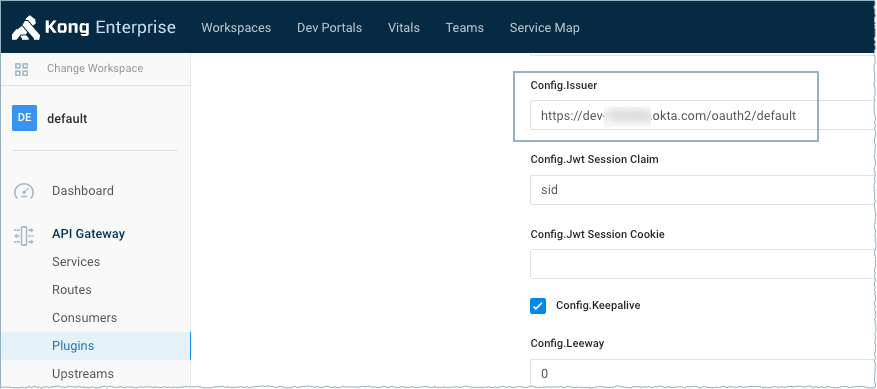 Kong Enterprise Workspaces Dev Portals Vitals Teams Service Map
Change Workspace
DE default
Dashboard
API Gateway
Services
Routes
Consumers
Plugins
Upstreams
Config.Issuer
https://dev- .okta.com/oauth2/default
Config.Jwt Session Claim
sid
Config.Jwt Session Cookie
Config.Keepalive
Config.Leeway
0